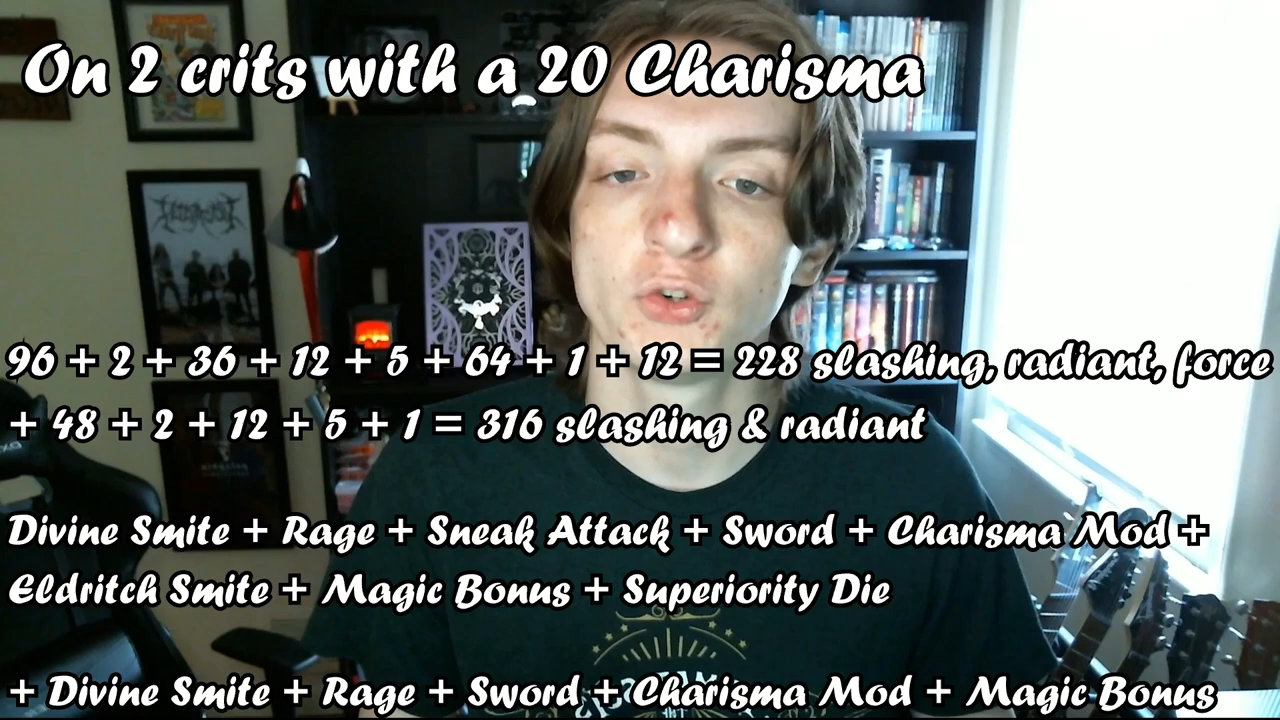 On 2 crits with a 20 Charisma
96 + 2 + 36 + 12 + 5 + 64 + 1 + 12 = 228 slashing, radiant, force
+ 48 + 2 + 12 + 5 + 1 = 316 slashing & radiant
Divine Smite + Rage + Sneak Attack + Sword + Charisma Mod +
Eldritch Smite + Magic Bonus + Superiority Die
+ Divine Smite + Rage + Sword + Charisma Mod + Magic Bonus